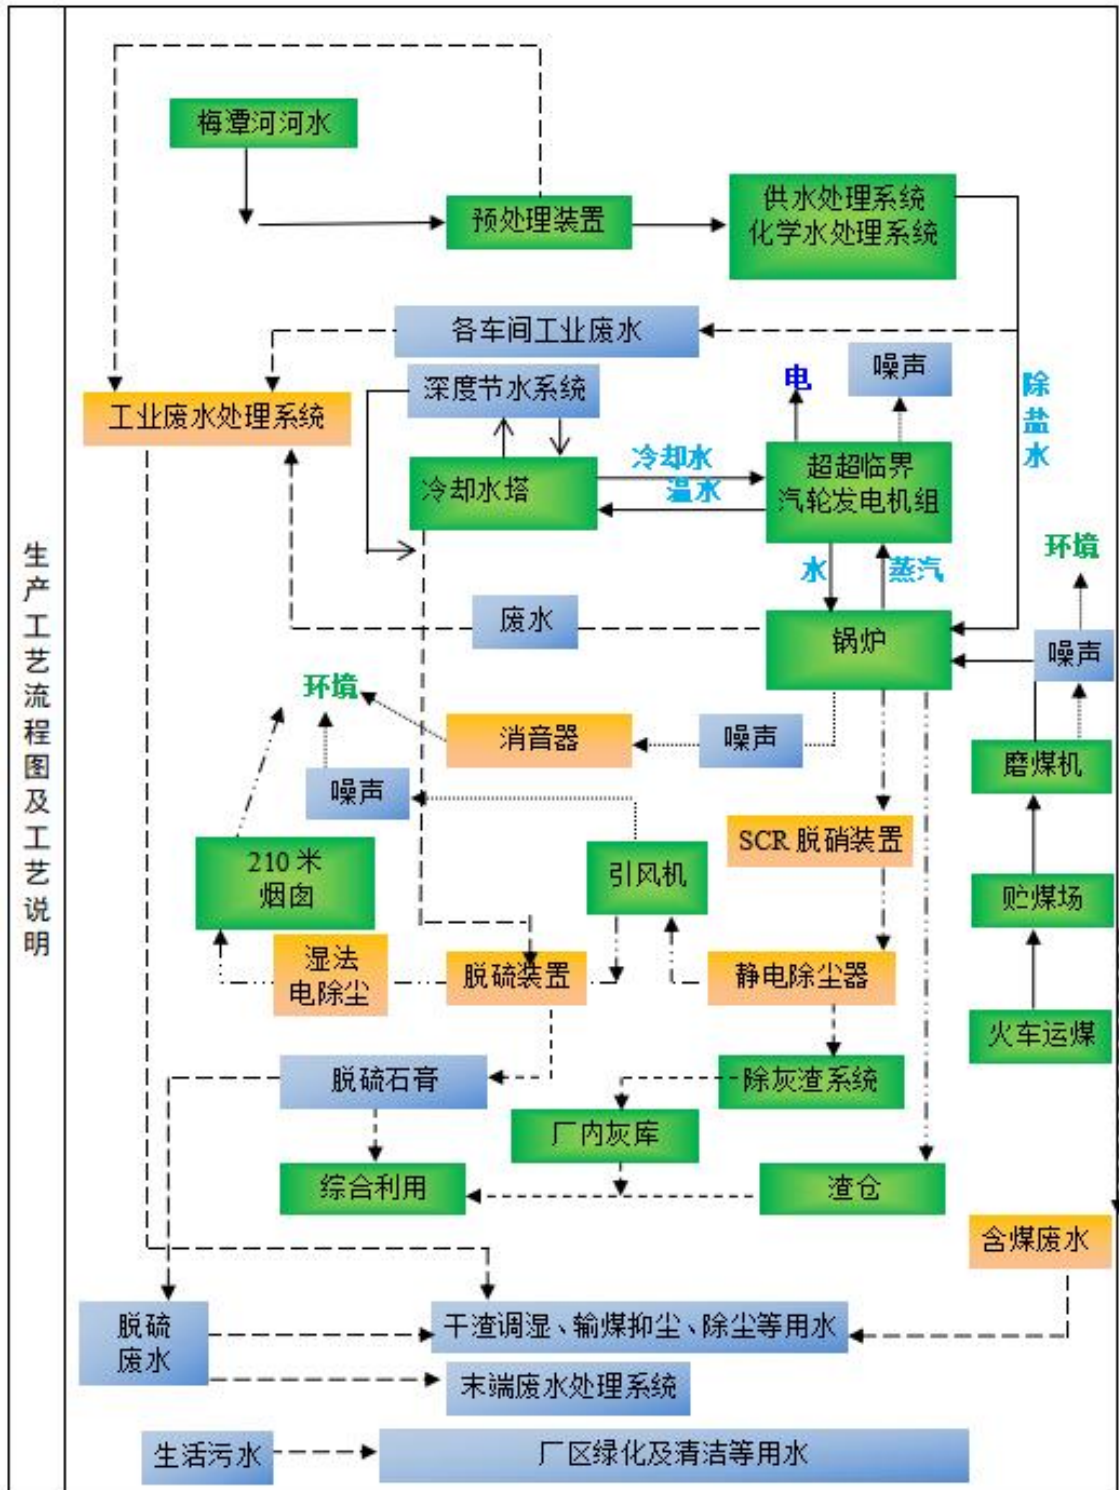 生产工艺流程图及工艺说明
梅潭河河水
预处理装置
供水处理系统
化学水处理系统
各车间工业废水
深度节水系统
电
噪声
除盐水
工业废水处理系统
冷却水塔
冷却水
温水
超超临界
汽轮发电机组
水
蒸汽
环境
废水
锅炉
噪声
环境
消音器
噪声
噪声
磨煤机
210 米
烟囱
引风机
SCR 脱硝装置
贮煤场
湿法
电除尘
脱硫装置
静电除尘器
火车运煤
脱硫石膏
除灰渣系统
厂内灰库
综合利用
渣仓
含煤废水
脱硫
废水
干渣调湿、输煤抑尘、除尘等用水
末端废水处理系统
生活污水
厂区绿化及清洁等用水